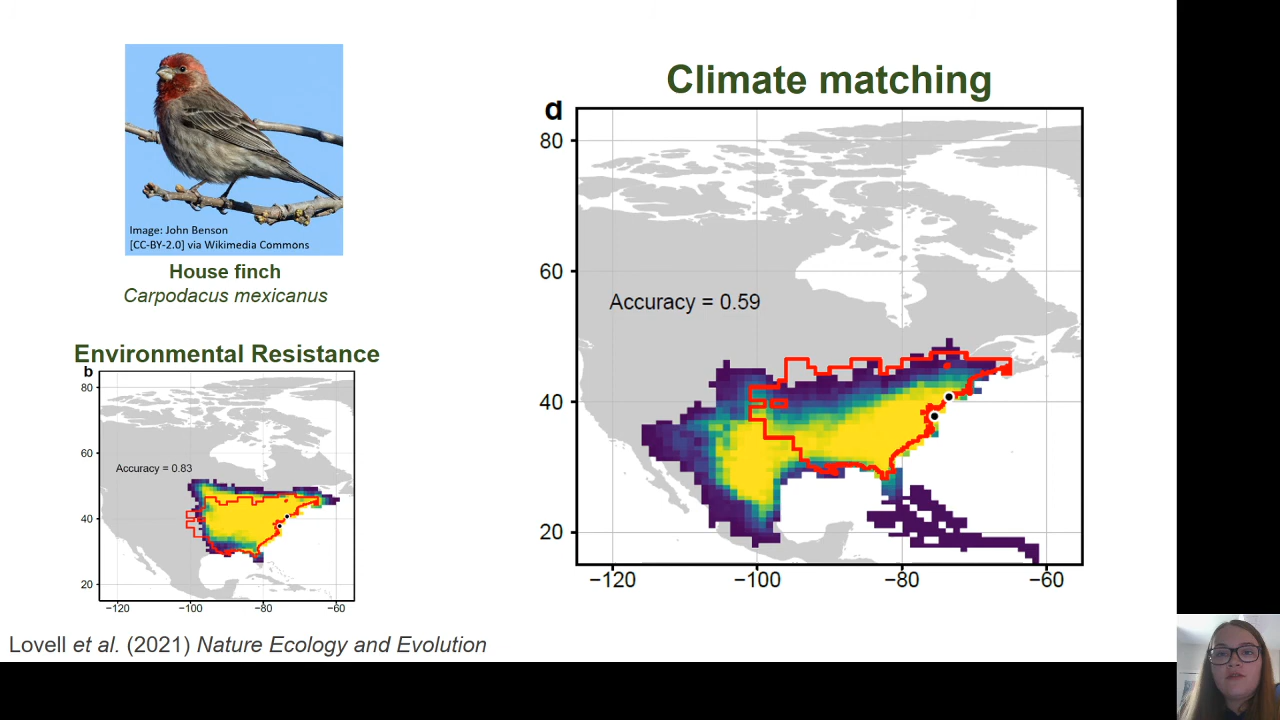 Image: John Benson
[CC-BY-2.0] via Wikimedia Commons
House finch
Carpodacus mexicanus
Environmental Resistance
b
80
60
40
20
Accuracy = 0.83
−120
−100
−80
−60
Climate matching
d
80
60
40
20
Accuracy = 0.59
−120
−100
−80
−60
Lovell et al. (2021) Nature Ecology and Evolution